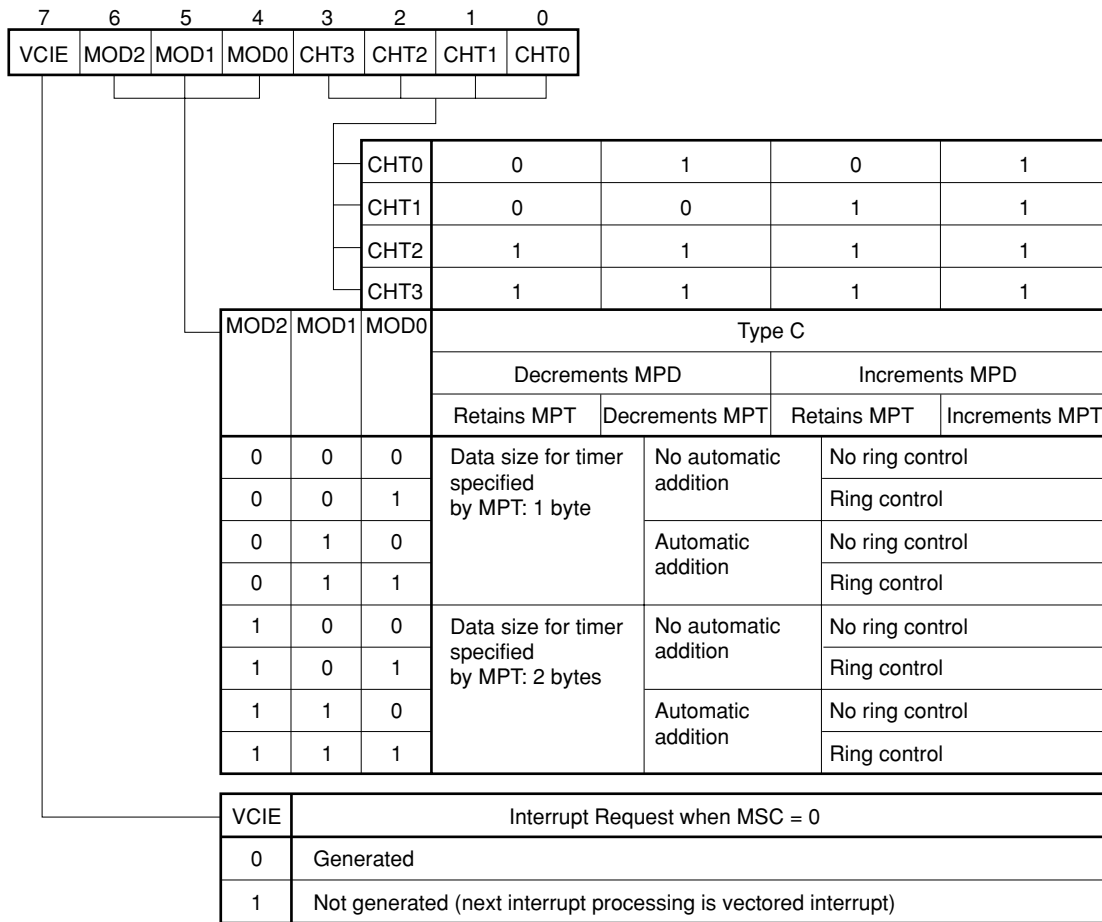 7 6 5 4 3 2 1 0
VCIE MOD2 MOD1 MOD0 CHT3 CHT2 CHT1 CHT0
CHT0 0 1 0 1
CHT1 0 0 1 1
CHT2 1 1 1 1
CHT3 1 1 1 1
MOD2 MOD1 MOD0 Type C
Decrements MPD Increments MPD
Retains MPT Decrements MPT Retains MPT Increments MPT
0 0 0 Data size for timer No automatic No ring control
specified addition
0 0 1 by MPT: 1 byte Ring control
0 1 0 Automatic No ring control
addition
0 1 1 Ring control
1 0 0 Data size for timer No automatic No ring control
specified addition
1 0 1 by MPT: 2 bytes Ring control
1 1 0 Automatic No ring control
addition
1 1 1 Ring control
VCIE Interrupt Request when MSC = 0
0 Generated
1 Not generated (next interrupt processing is vectored interrupt)